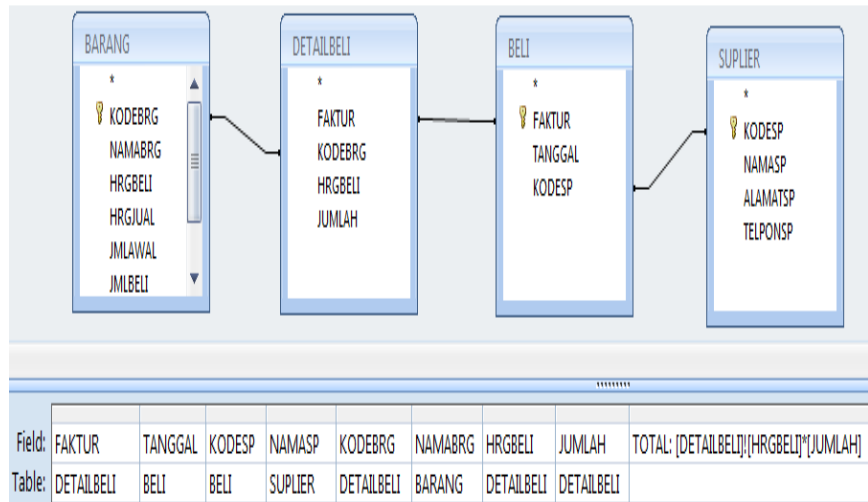 BARANG
*
KODEBRG
NAMABRG
HRGBELI
HRGJUAL
JMLAWAL
JMLBELI
DETAILBELI
*
FAKTUR
KODEBRG
HRGBELI
JUMLAH
BELI
*
FAKTUR
TANGGAL
KODESP
SUPLIER
*
KODESP
NAMASP
ALAMATSP
TELPONSP
Field: FAKTUR TANGGAL KODESP NAMASP KODEBRG NAMABRG HRGBELI JUMLAH TOTAL: [DETAILBELI]![HRGBELI]*[JUMLAH]
Table: DETAILBELI BELI BELI SUPLIER DETAILBELI BARANG DETAILBELI DETAILBELI